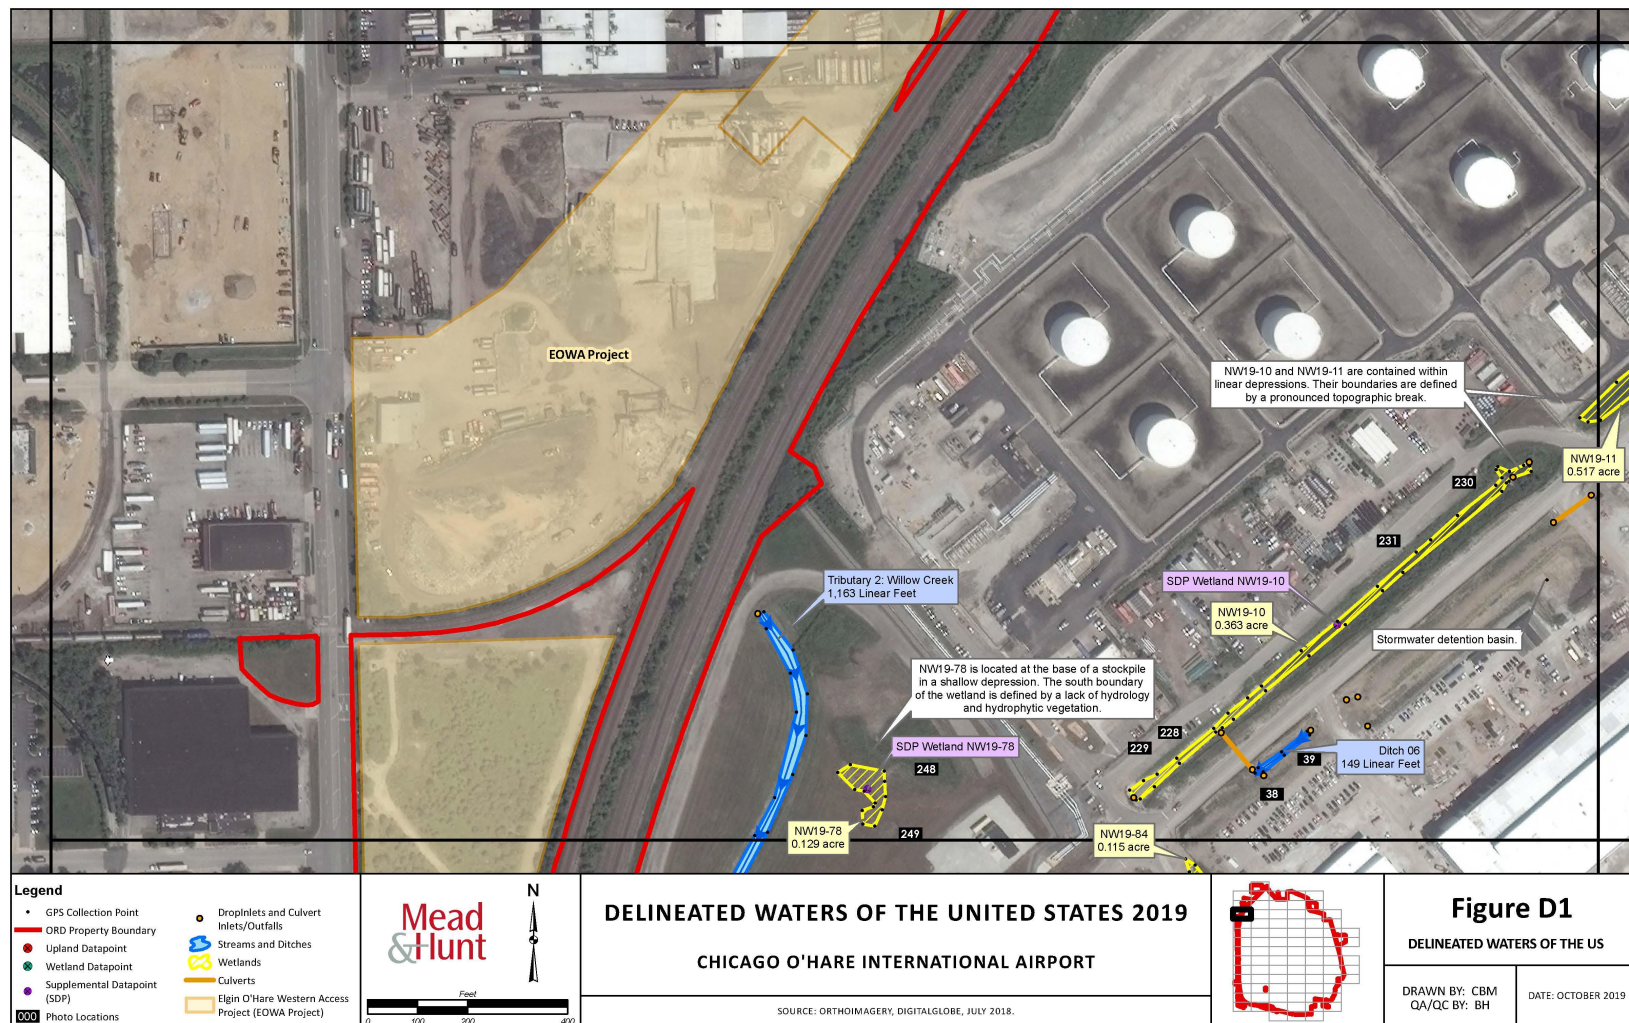 EOWA Project
NW19-10 and NW19-11 are contained within
linear depressions. Their boundaries are defined
by a pronounced topographic break.
NW19-11
0.517 acre
230
231
SDP Wetland NW19-10
NW19-10
0.363 acre
Stormwater detention basin.
Tributary 2: Willow Creek
1,163 Linear Feet
NW19-78 is located at the base of a stockpile
in a shallow depression. The south boundary
of the wetland is defined by a lack of hydrology
and hydrophytic vegetation.
SDP Wetland NW19-78
248
249
228
229
39
38
Ditch 06
149 Linear Feet
NW19-78
0.129 acre
NW19-84
0.115 acre
Legend
GPS Collection Point
ORD Property Boundary
Upland Datapoint
Wetland Datapoint
Supplemental Datapoint
(SDP)
000 Photo Locations
DropInlets and Culvert
Inlets/Outfalls
Streams and Ditches
Wetlands
Culverts
Elgin O'Hare Western Access
Project (EOWA Project)
Mead
&Hunt
N
Feet
0 100 200 400
DELINEATED WATERS OF THE UNITED STATES 2019
CHICAGO O'HARE INTERNATIONAL AIRPORT
SOURCE: ORTHOIMAGERY, DIGITALGLOBE, JULY 2018.
Figure D1
DELINEATED WATERS OF THE US
DRAWN BY: CBM
QA/QC BY: BH
DATE: OCTOBER 2019